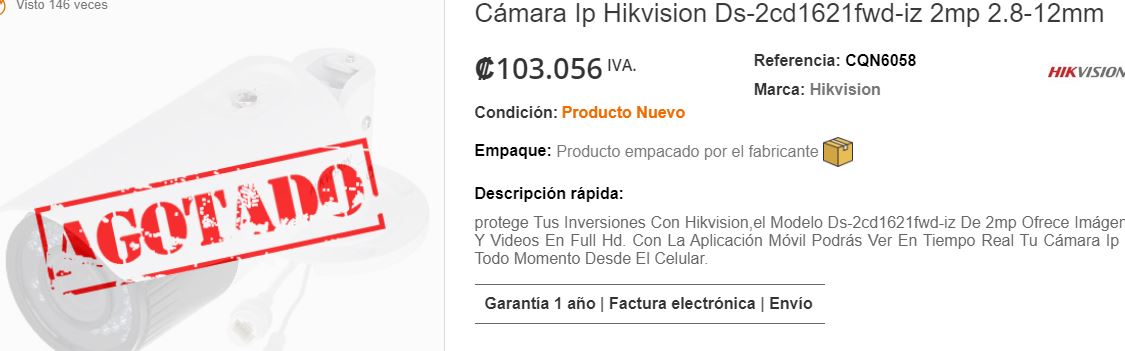 Visto 146 veces
Cámara Ip Hikvision Ds-2cd1621fwd-iz 2mp 2.8-12mm
₡103.056 IVA.
Referencia: CQN6058
HIKVISION
Marca: Hikvision
Condición: Producto Nuevo
Empaque: Producto empacado por el fabricante
AGOTADO
Descripción rápida:
protege Tus Inversiones Con Hikvision,el Modelo Ds-2cd1621fwd-iz De 2mp Ofrece Imáger
Y Videos En Full Hd. Con La Aplicación Móvil Podrás Ver En Tiempo Real Tu Cámara Ip
Todo Momento Desde El Celular.
Garantía 1 año | Factura electrónica | Envío